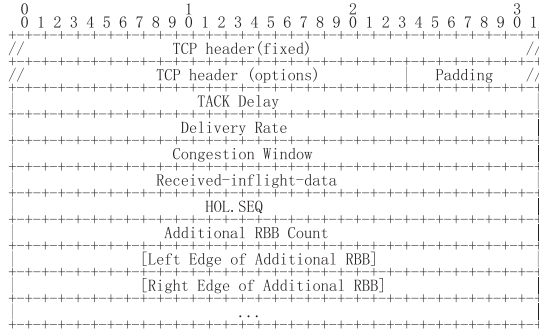 0 1 2 3
0 1 2 3 4 5 6 7 8 9 0 1 2 3 4 5 6 7 8 9 0 1 2 3 4 5 6 7 8 9 0 1
// TCP header(fixed) //
// TCP header (options) | Padding //
TACK Delay
Delivery Rate
Congestion Window
Received-inflight-data
HOL.SEQ
Additional RBB Count
[Left Edge of Additional RBB]
[Right Edge of Additional RBB]
...